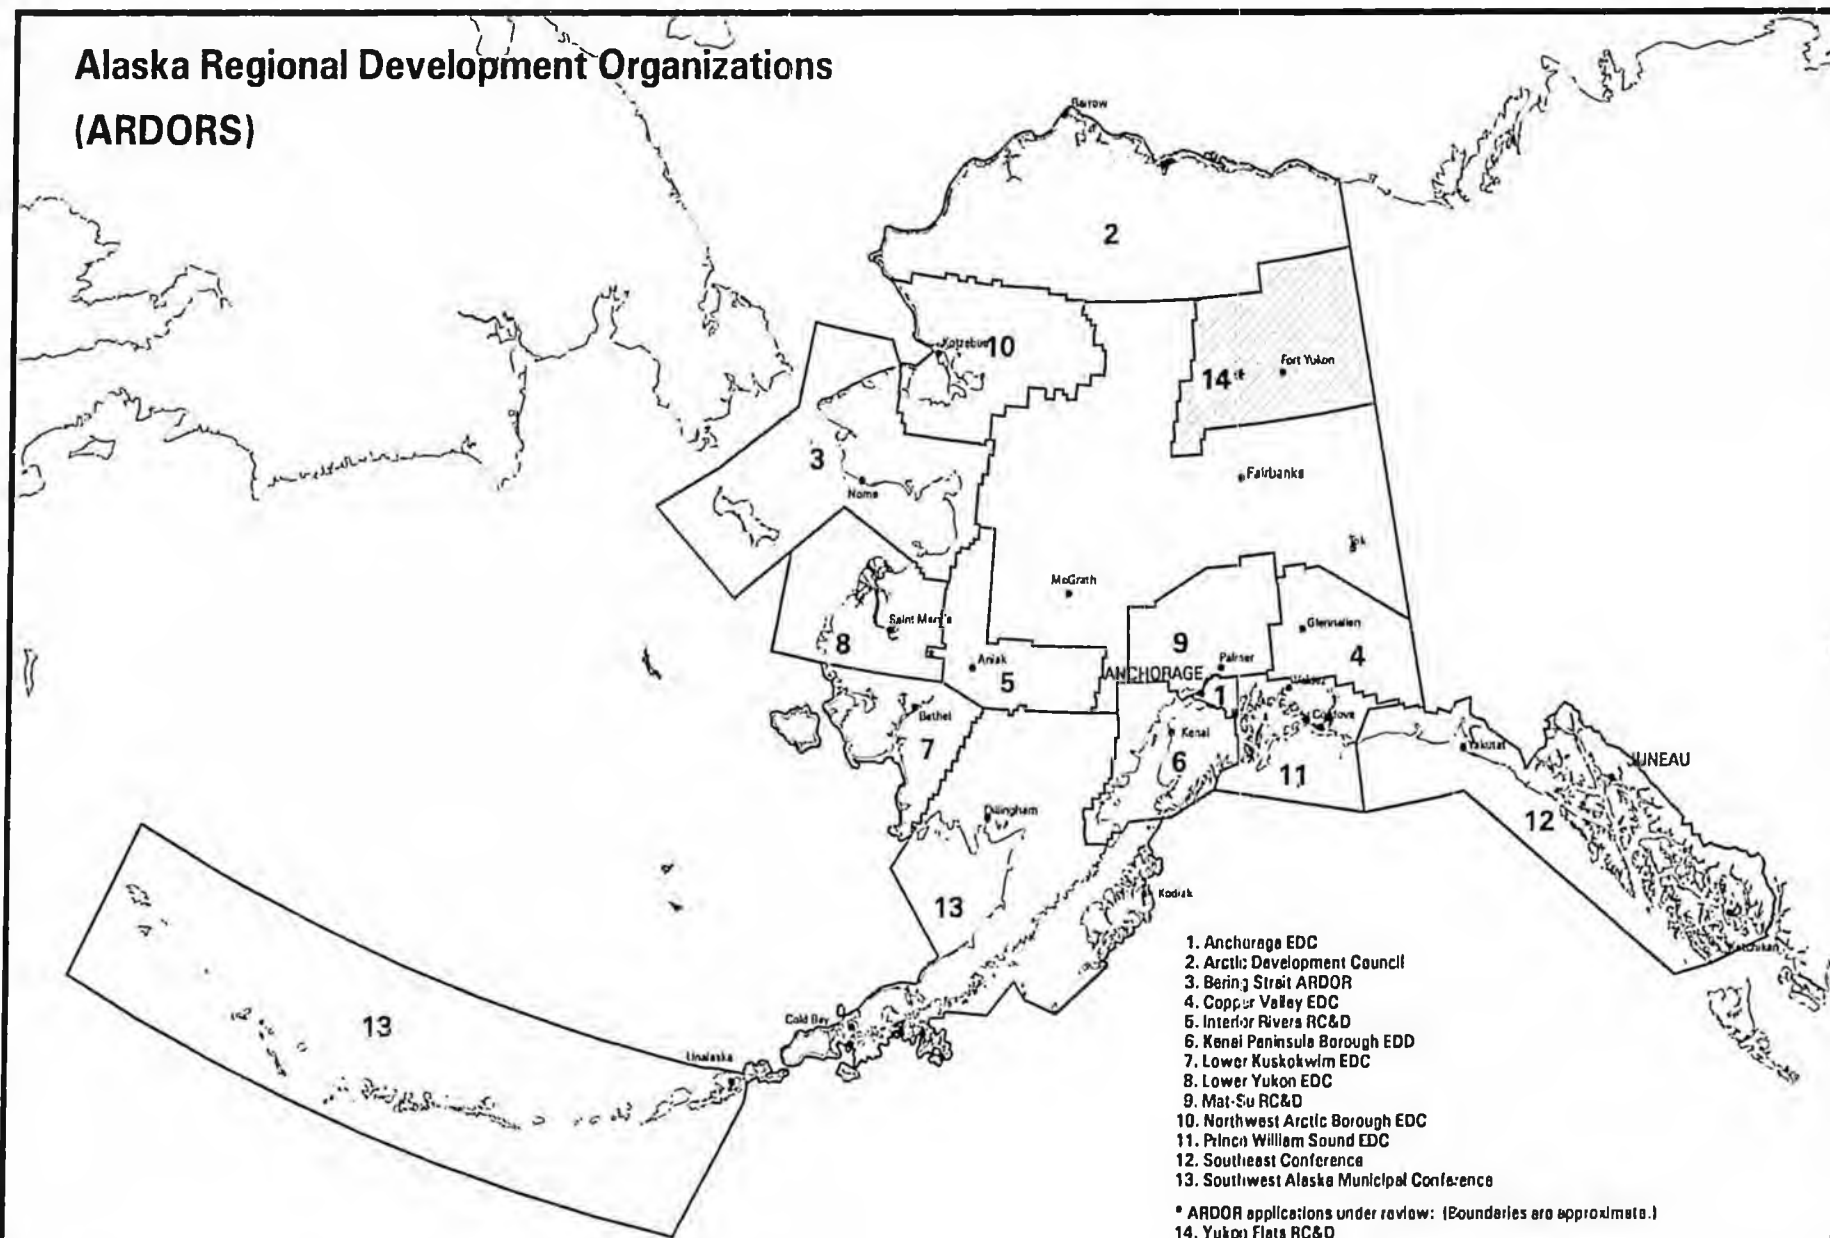 Alaska Regional Development Organizations
(ARDORS)
Barrow
2
Kotzebue
10
Fort Yukon
14*
3
Nome
Fairbanks
Tok
McGrath
Saint Mary's
8
Glennallen
9
4
Aniak
5
Palmer
ANCHORAGE
1
Valdez
Cordova
Bethel
7
Kenai
6
11
Yakutat
JUNEAU
12
Dillingham
13
Kodiak
Ketchikan
Cold Bay
Unalaska
13
1. Anchorage EDC
2. Arctic Development Council
3. Bering Strait ARDOR
4. Copper Valley EDC
5. Interior Rivers RC&D
6. Kenai Peninsula Borough EDD
7. Lower Kuskokwim EDC
8. Lower Yukon EDC
9. Mat-Su RC&D
10. Northwest Arctic Borough EDC
11. Prince William Sound EDC
12. Southeast Conference
13. Southwest Alaska Municipal Conference
* ARDOR applications under review: (Boundaries are approximate.)
14. Yukon Flats RC&D